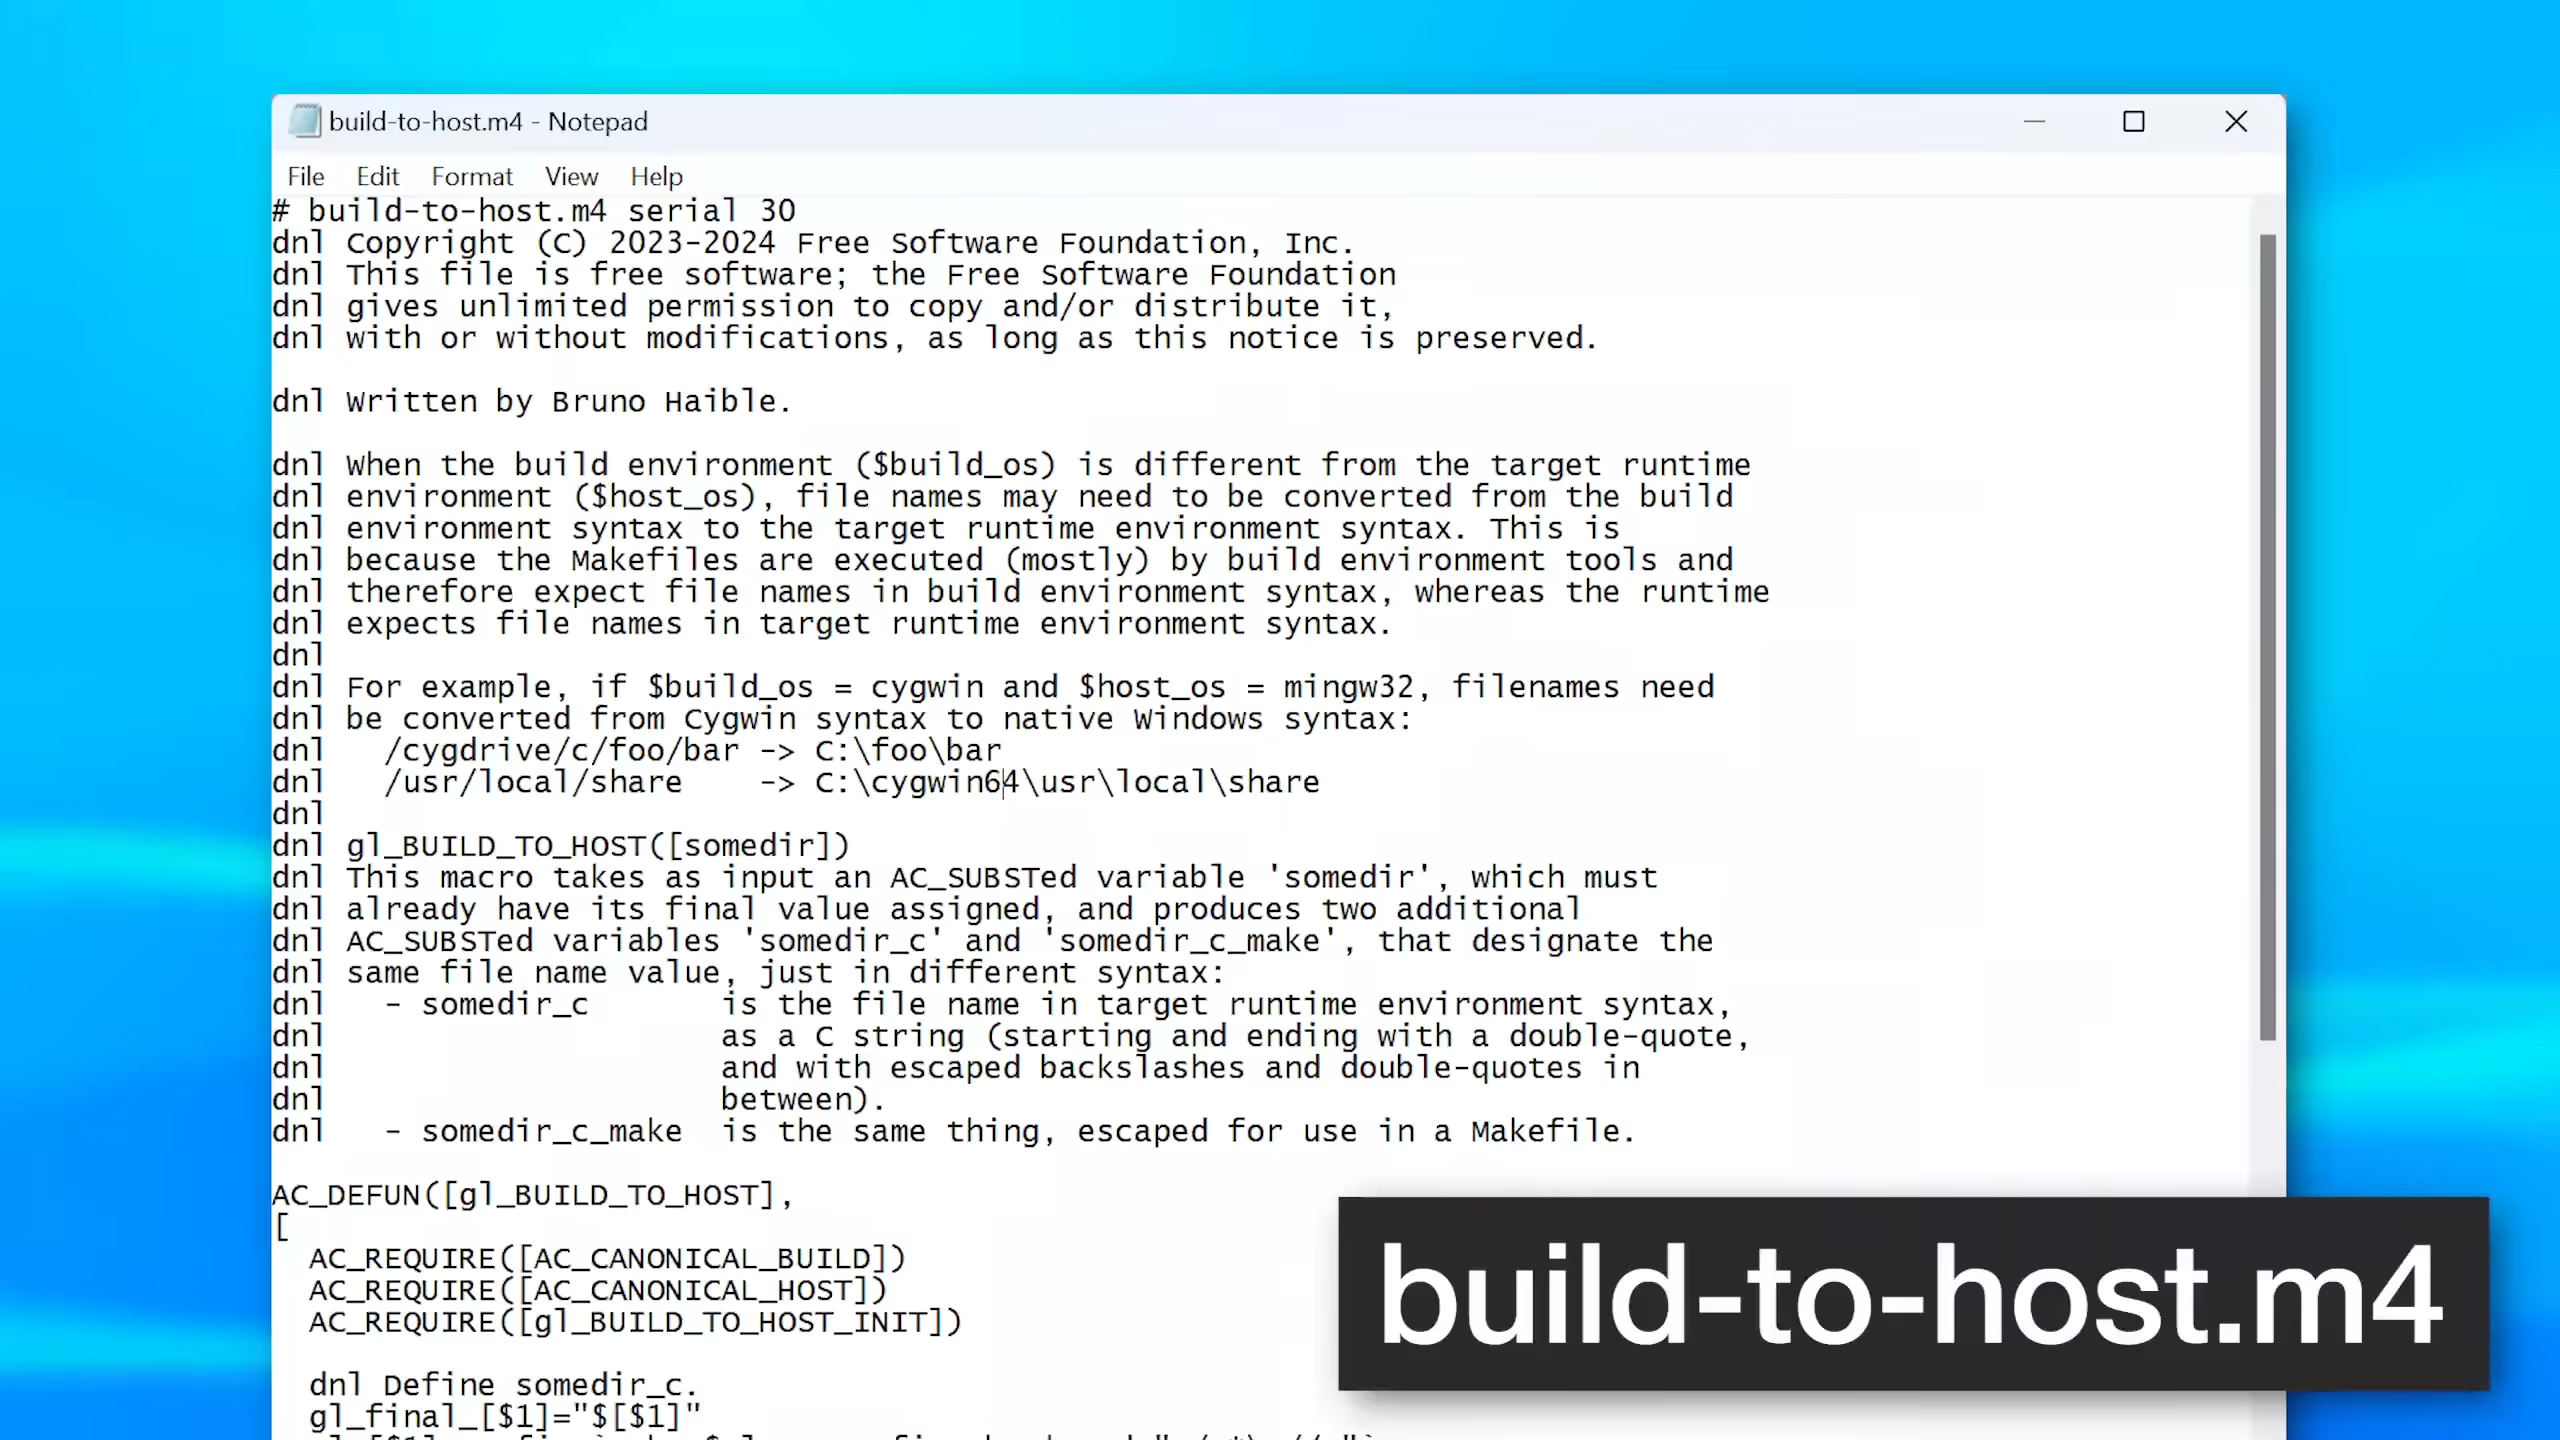 build-to-host.m4 - Notepad
File Edit Format View Help
# build-to-host.m4 serial 30
dnl Copyright (C) 2023-2024 Free Software Foundation, Inc.
dnl This file is free software; the Free Software Foundation
dnl gives unlimited permission to copy and/or distribute it,
dnl with or without modifications, as long as this notice is preserved.
dnl Written by Bruno Haible.
dnl When the build environment ($build_os) is different from the target runtime
dnl environment ($host_os), file names may need to be converted from the build
dnl environment syntax to the target runtime environment syntax. This is
dnl because the Makefiles are executed (mostly) by build environment tools and
dnl therefore expect file names in build environment syntax, whereas the runtime
dnl expects file names in target runtime environment syntax.
dnl
dnl For example, if $build_os = cygwin and $host_os = mingw32, filenames need
dnl be converted from Cygwin syntax to native Windows syntax:
dnl   /cygdrive/c/foo/bar -> C:\foo\bar
dnl   /usr/local/share    -> C:\cygwin64\usr\local\share
dnl
dnl gl_BUILD_TO_HOST([somedir])
dnl This macro takes as input an AC_SUBSTed variable 'somedir', which must
dnl already have its final value assigned, and produces two additional
dnl AC_SUBSTed variables 'somedir_c' and 'somedir_c_make', that designate the
dnl same file name value, just in different syntax:
dnl   - somedir_c       is the file name in target runtime environment syntax,
dnl                     as a C string (starting and ending with a double-quote,
dnl                     and with escaped backslashes and double-quotes in
dnl                     between).
dnl   - somedir_c_make  is the same thing, escaped for use in a Makefile.
AC_DEFUN([gl_BUILD_TO_HOST],
[
  AC_REQUIRE([AC_CANONICAL_BUILD])
  AC_REQUIRE([AC_CANONICAL_HOST])
  AC_REQUIRE([gl_BUILD_TO_HOST_INIT])
  dnl Define somedir_c.
  gl_final_[$1]="$[$1]"
build-to-host.m4